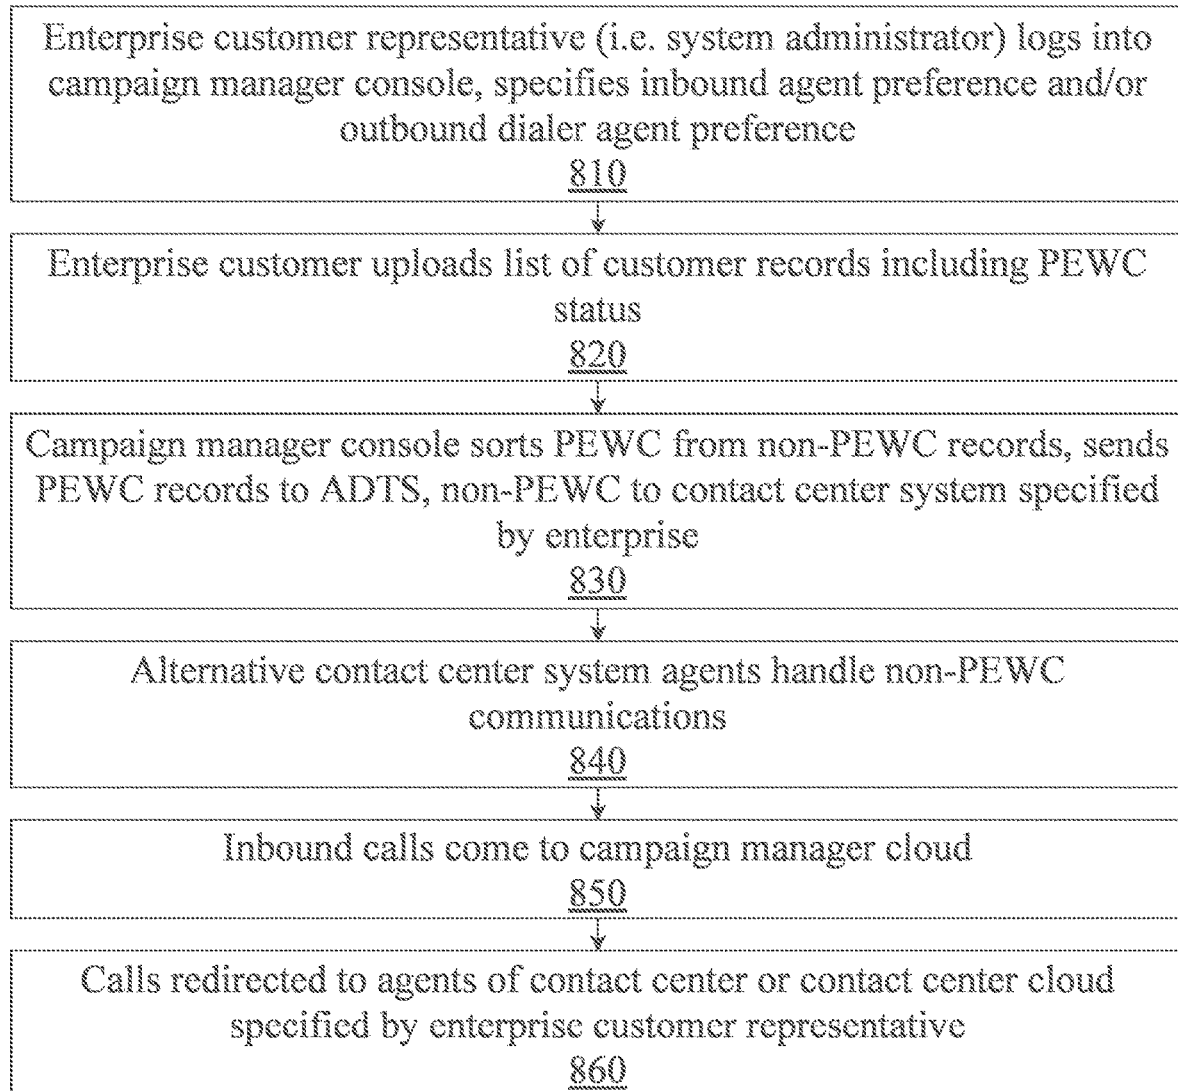 Enterprise customer representative (i.e. system administrator) logs into
campaign manager console, specifies inbound agent preference and/or
outbound dialer agent preference
810
Enterprise customer uploads list of customer records including PEWC
status
820
Campaign manager console sorts PEWC from non-PEWC records, sends
PEWC records to ADTS, non-PEWC to contact center system specified
by enterprise
830
Alternative contact center system agents handle non-PEWC
communications
840
Inbound calls come to campaign manager cloud
850
Calls redirected to agents of contact center or contact center cloud
specified by enterprise customer representative
860